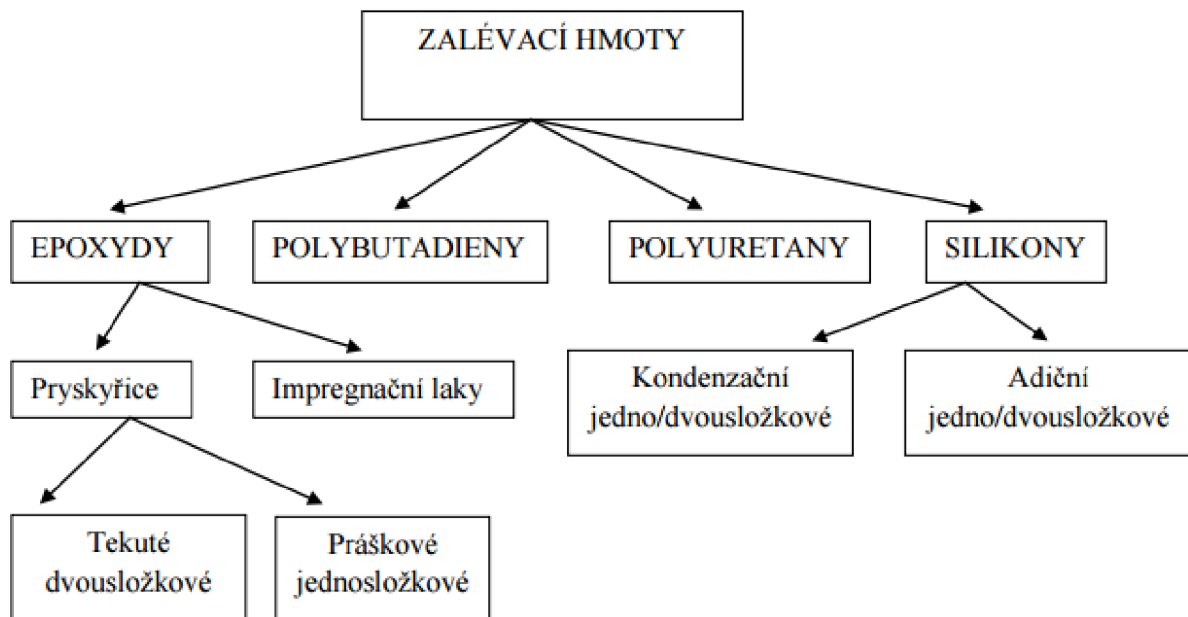 ZALÉVACÍ HMOTY
EPOXYDY
POLYBUTADIENY
POLYURETANY
SILIKONY
Pryskyřice
Impregnační laky
Kondenzační
jedno/dvousložkové
Adiční
jedno/dvousložkové
Tekuté
dvousložkové
Práškové
jednosložkové